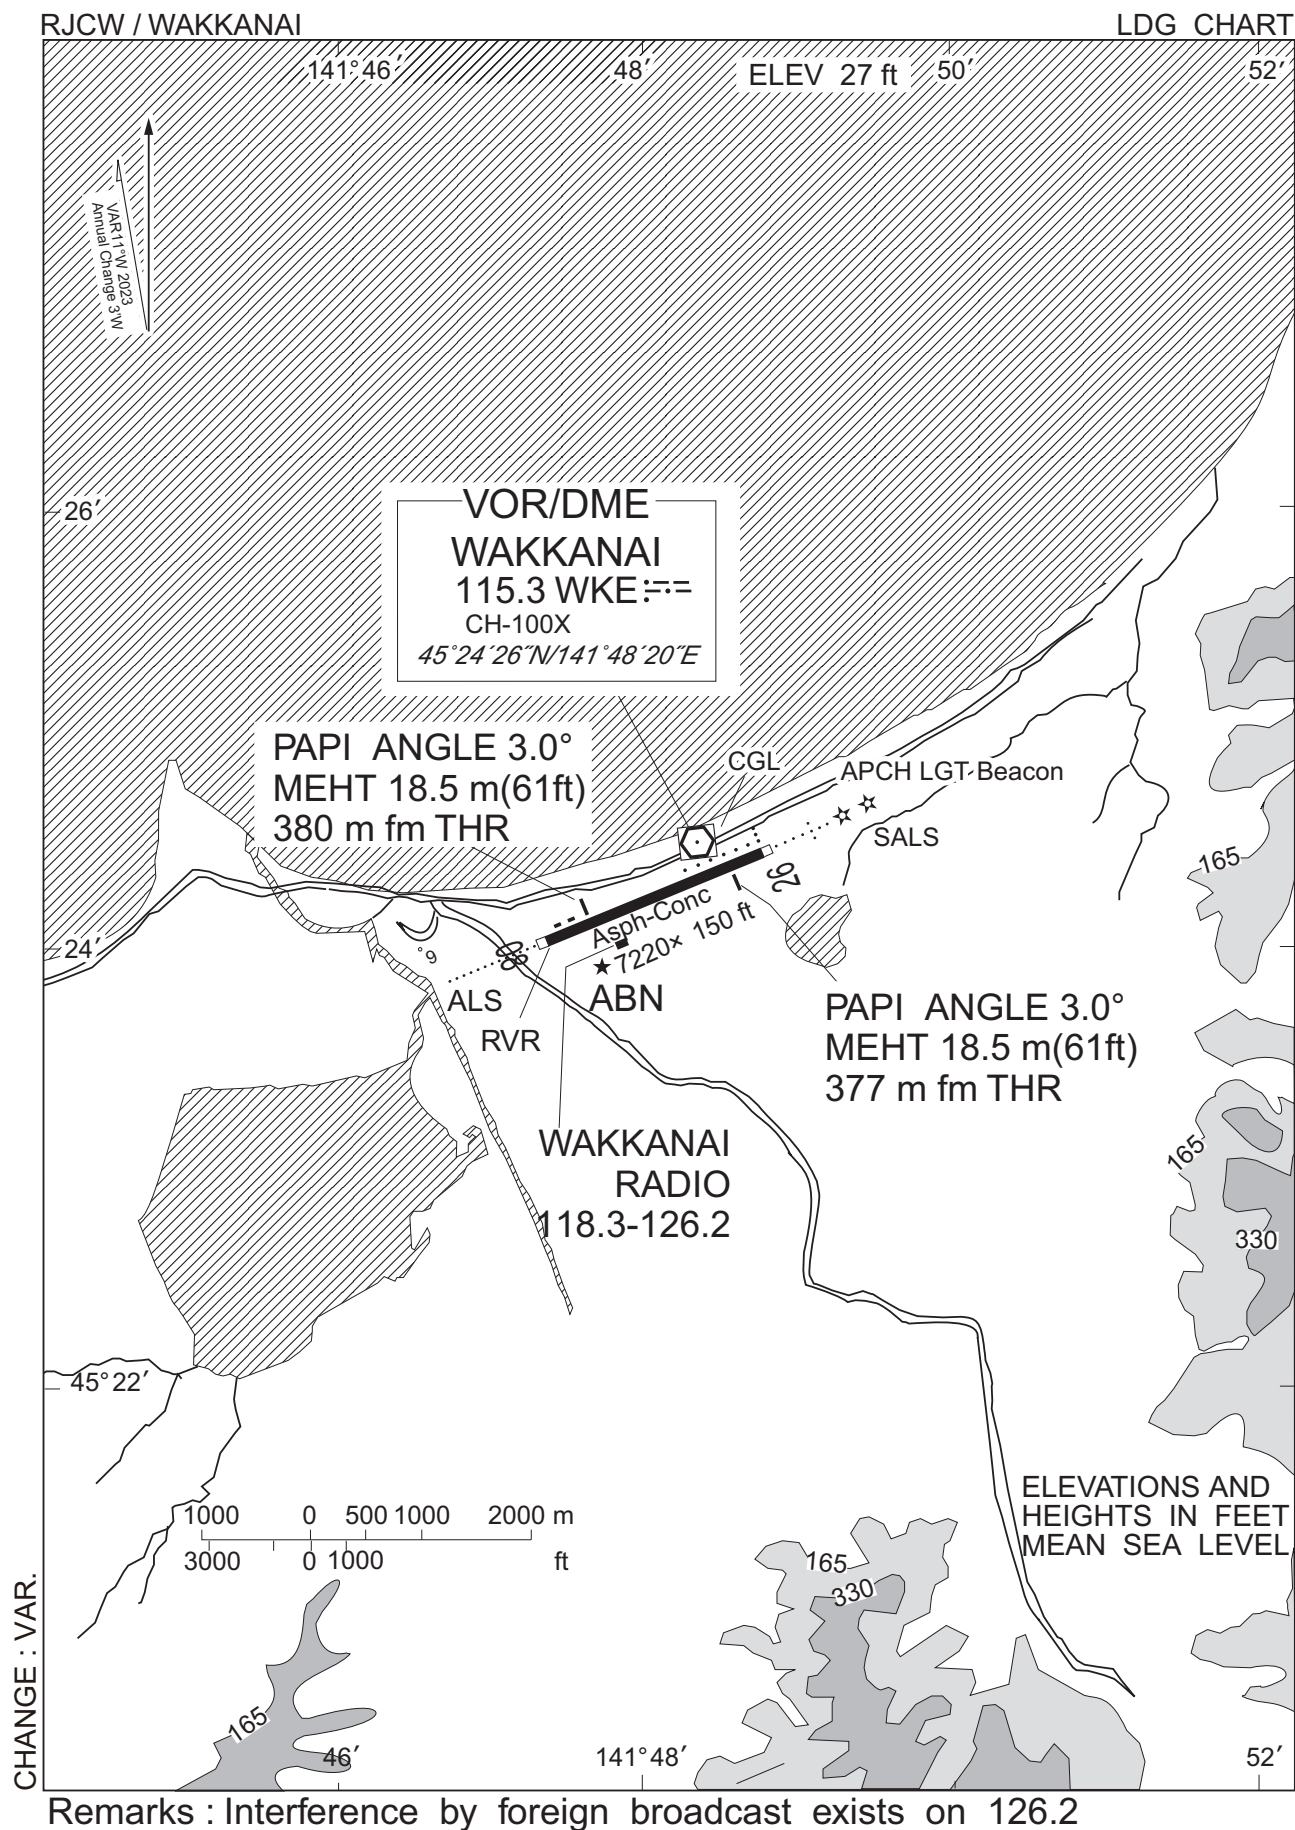 RJCW / WAKKANAI
LDG CHART
141°46′
48′
ELEV 27 ft
50′
52′
VAR11°W 2023
Annual Change 3′W
26′
VOR/DME
WAKKANAI
115.3 WKE
CH-100X
45°24′26″N/141°48′20″E
PAPI ANGLE 3.0°
MEHT 18.5 m(61ft)
380 m fm THR
CGL
APCH LGT Beacon
SALS
165
26
Asph-Conc
7220× 150 ft
08
24′
°9
ALS
ABN
RVR
PAPI ANGLE 3.0°
MEHT 18.5 m(61ft)
377 m fm THR
WAKKANAI
RADIO
118.3-126.2
165
330
45°22′
ELEVATIONS AND
HEIGHTS IN FEET
MEAN SEA LEVEL
1000 0 500 1000 2000 m
3000 0 1000 ft
165
330
165
CHANGE : VAR.
46′
141°48′
52′
Remarks : Interference by foreign broadcast exists on 126.2